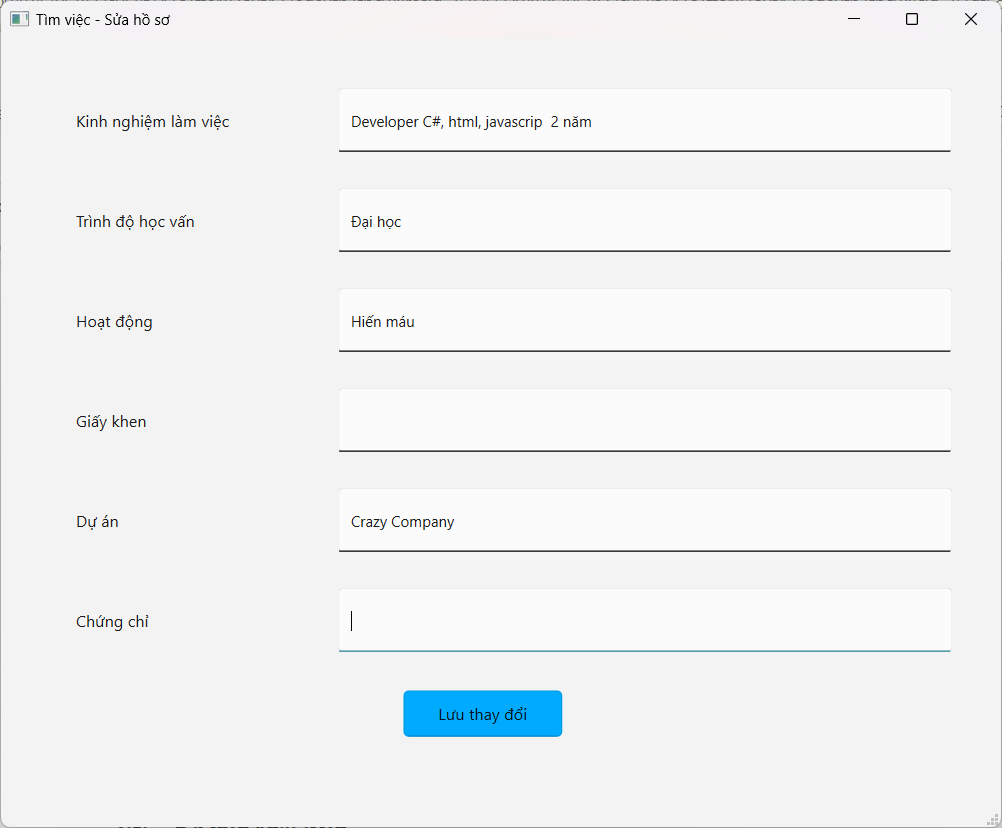 Tìm việc - Sửa hồ sơ
Kinh nghiệm làm việc
Developer C#, html, javascrip  2 năm
Trình độ học vấn
Đại học
Hoạt động
Hiến máu
Giấy khen
Dự án
Crazy Company
Chứng chỉ
Lưu thay đổi